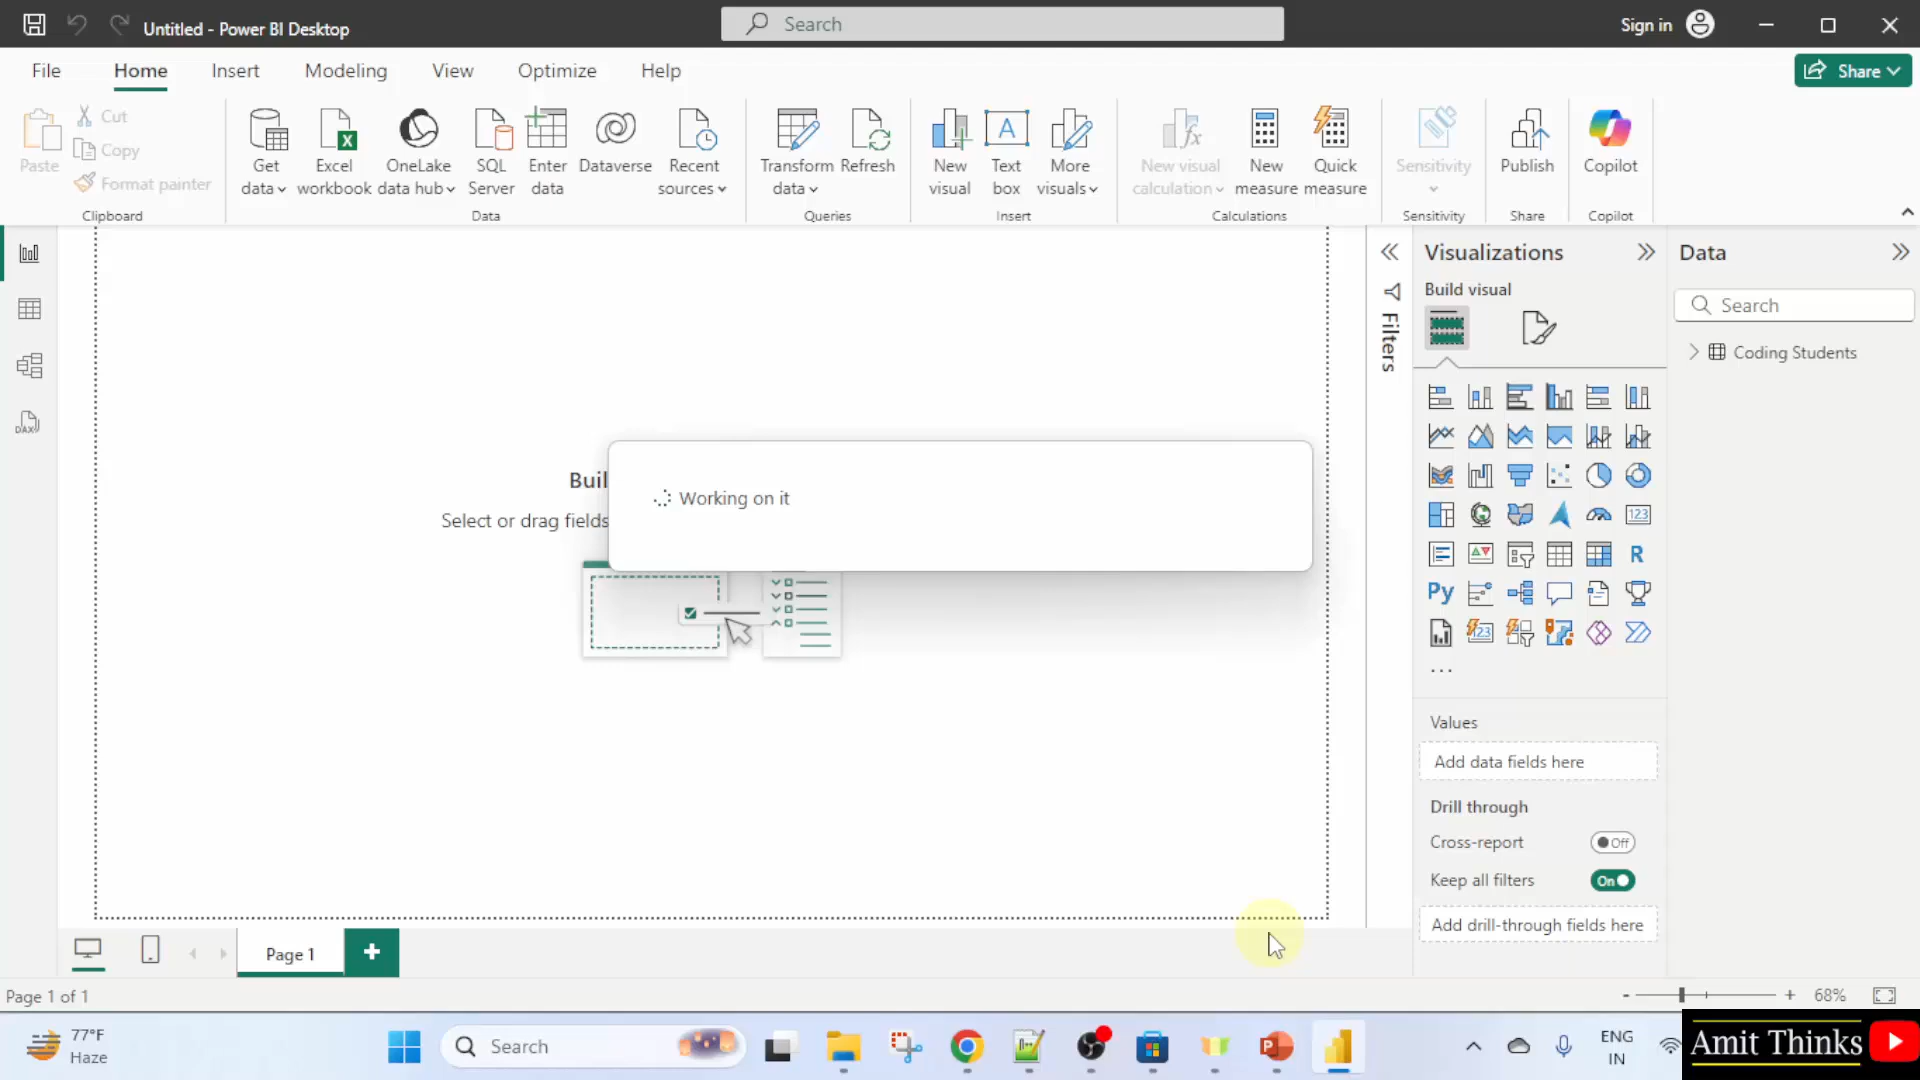 Untitled - Power BI Desktop
Search
Sign in
File
Home
Insert
Modeling
View
Optimize
Help
Share
Paste
Cut
Copy
Format painter
Clipboard
Get data
Excel workbook
OneLake data hub
SQL Server
Enter data
Dataverse
Recent sources
Data
Transform data
Refresh
Queries
New visual
Text box
More visuals
Insert
New visual calculation
New measure
Quick measure
Calculations
Sensitivity
Sensitivity
Publish
Share
Copilot
Copilot
Buil
Select or drag fields
Working on it
Filters
Visualizations
Build visual
123
R
Py
123
Values
Add data fields here
Drill through
Cross-report
Off
Keep all filters
On
Add drill-through fields here
Data
Search
Coding Students
DAX
Page 1
+
Page 1 of 1
- + 68%
77°F
Haze
Search
ENG
IN
Amit Thinks